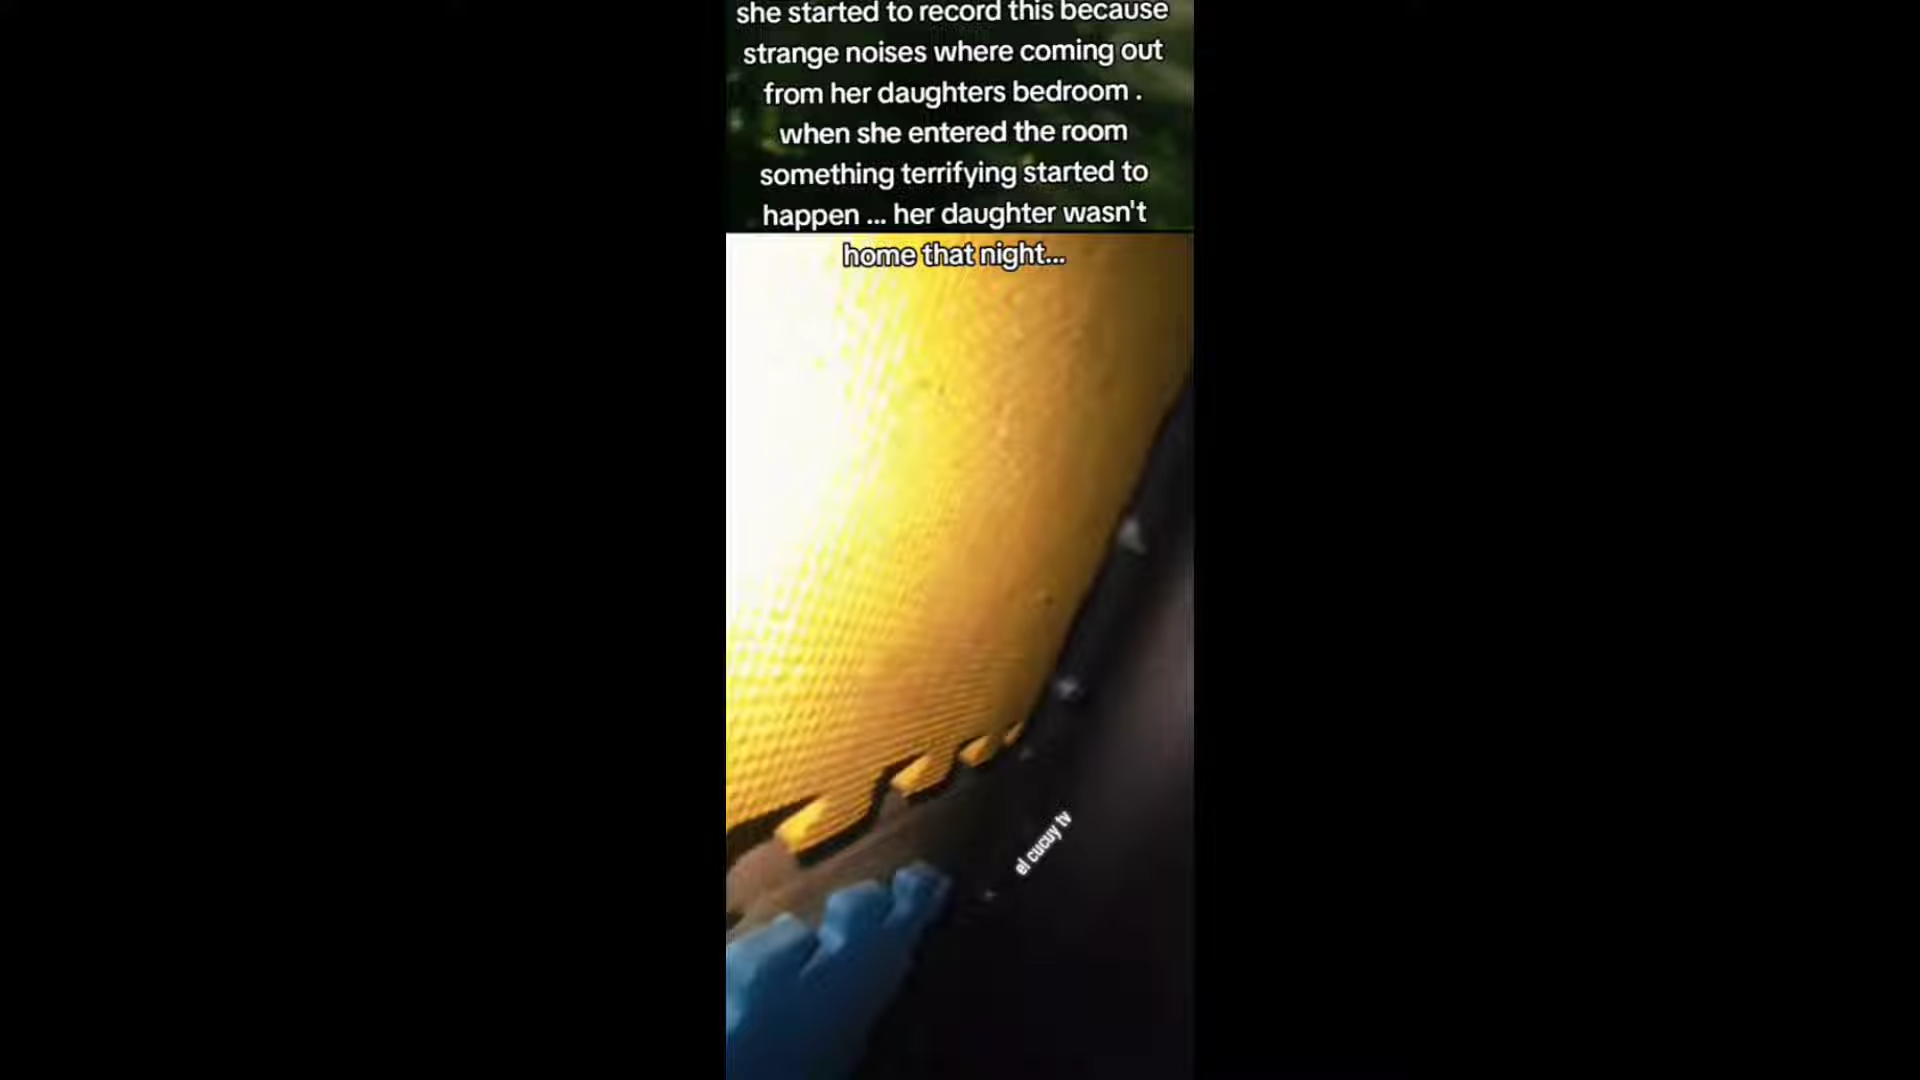 she started to record this because
strange noises where coming out
from her daughters bedroom .
when she entered the room
something terrifying started to
happen ... her daughter wasn't
home that night...
el cucuy tv